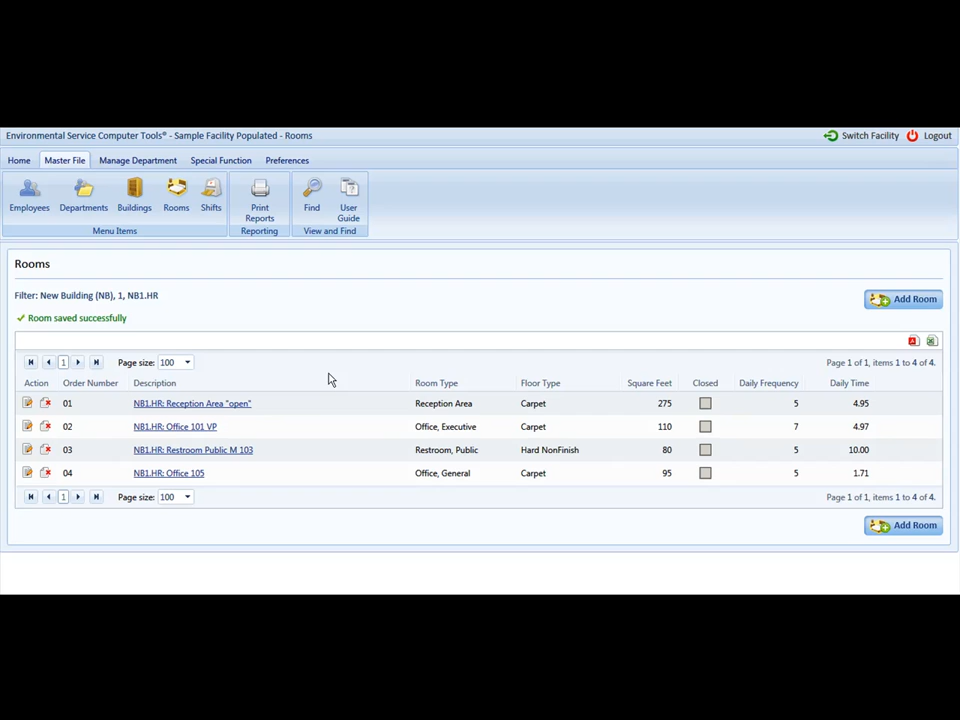 Environmental Service Computer Tools® - Sample Facility Populated - Rooms
Switch Facility Logout
Home Master File Manage Department Special Function Preferences
Employees Departments Buildings Rooms Shifts Print Reports Find User Guide
Menu Items Reporting View and Find
Rooms
Filter: New Building (NB), 1, NB1.HR
Add Room
Room saved successfully
1 Page size: 100 Page 1 of 1, items 1 to 4 of 4.
Action Order Number Description Room Type Floor Type Square Feet Closed Daily Frequency Daily Time
01 NB1.HR: Reception Area "open" Reception Area Carpet 275 5 4.95
02 NB1.HR: Office 101 VP Office, Executive Carpet 110 7 4.97
03 NB1.HR: Restroom Public M 103 Restroom, Public Hard NonFinish 80 5 10.00
04 NB1.HR: Office 105 Office, General Carpet 95 5 1.71
1 Page size: 100 Page 1 of 1, items 1 to 4 of 4.
Add Room